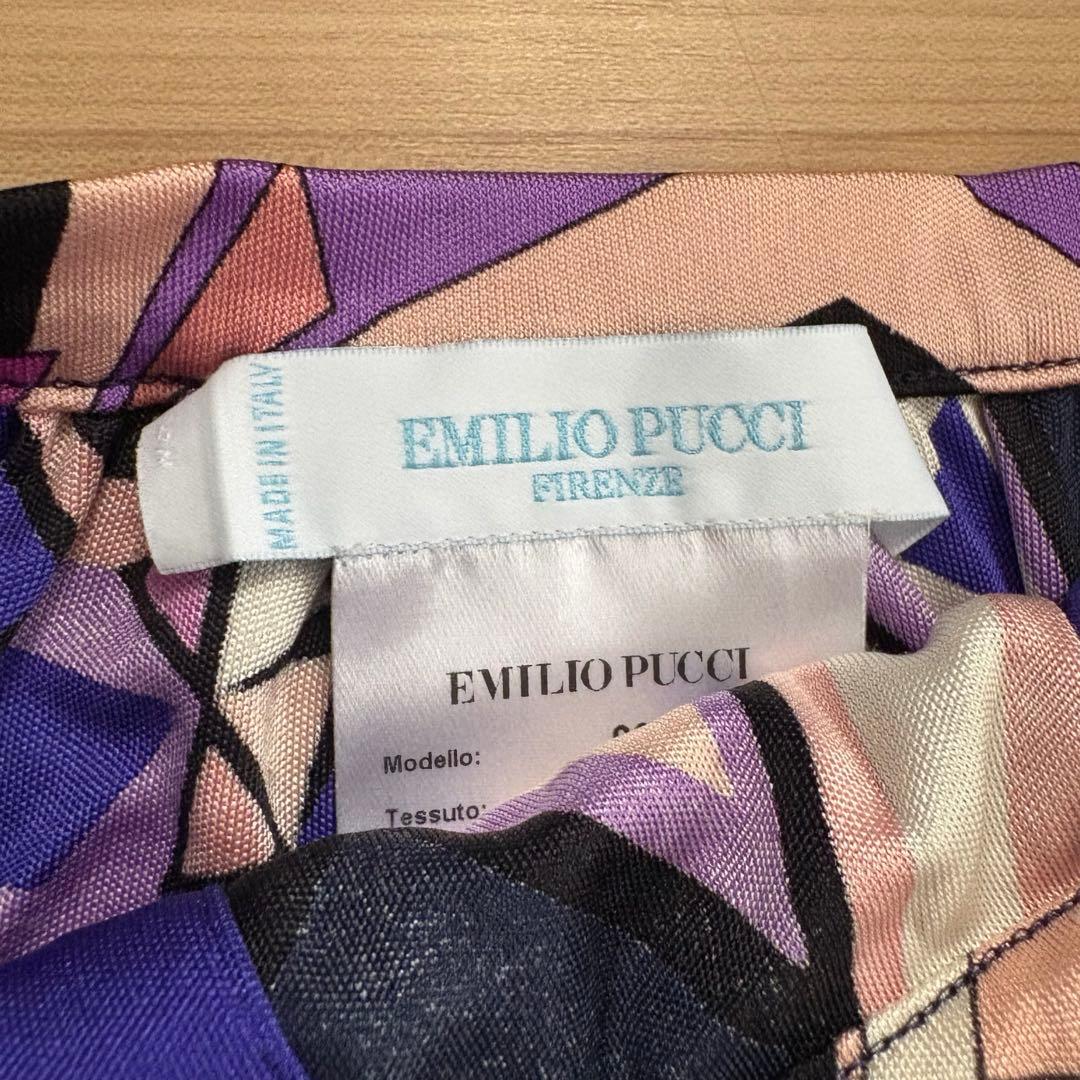 MADE IN ITALY
EMILIO PUCCI
FIRENZE
EMILIO PUCCI
Modello:
Tessuto: